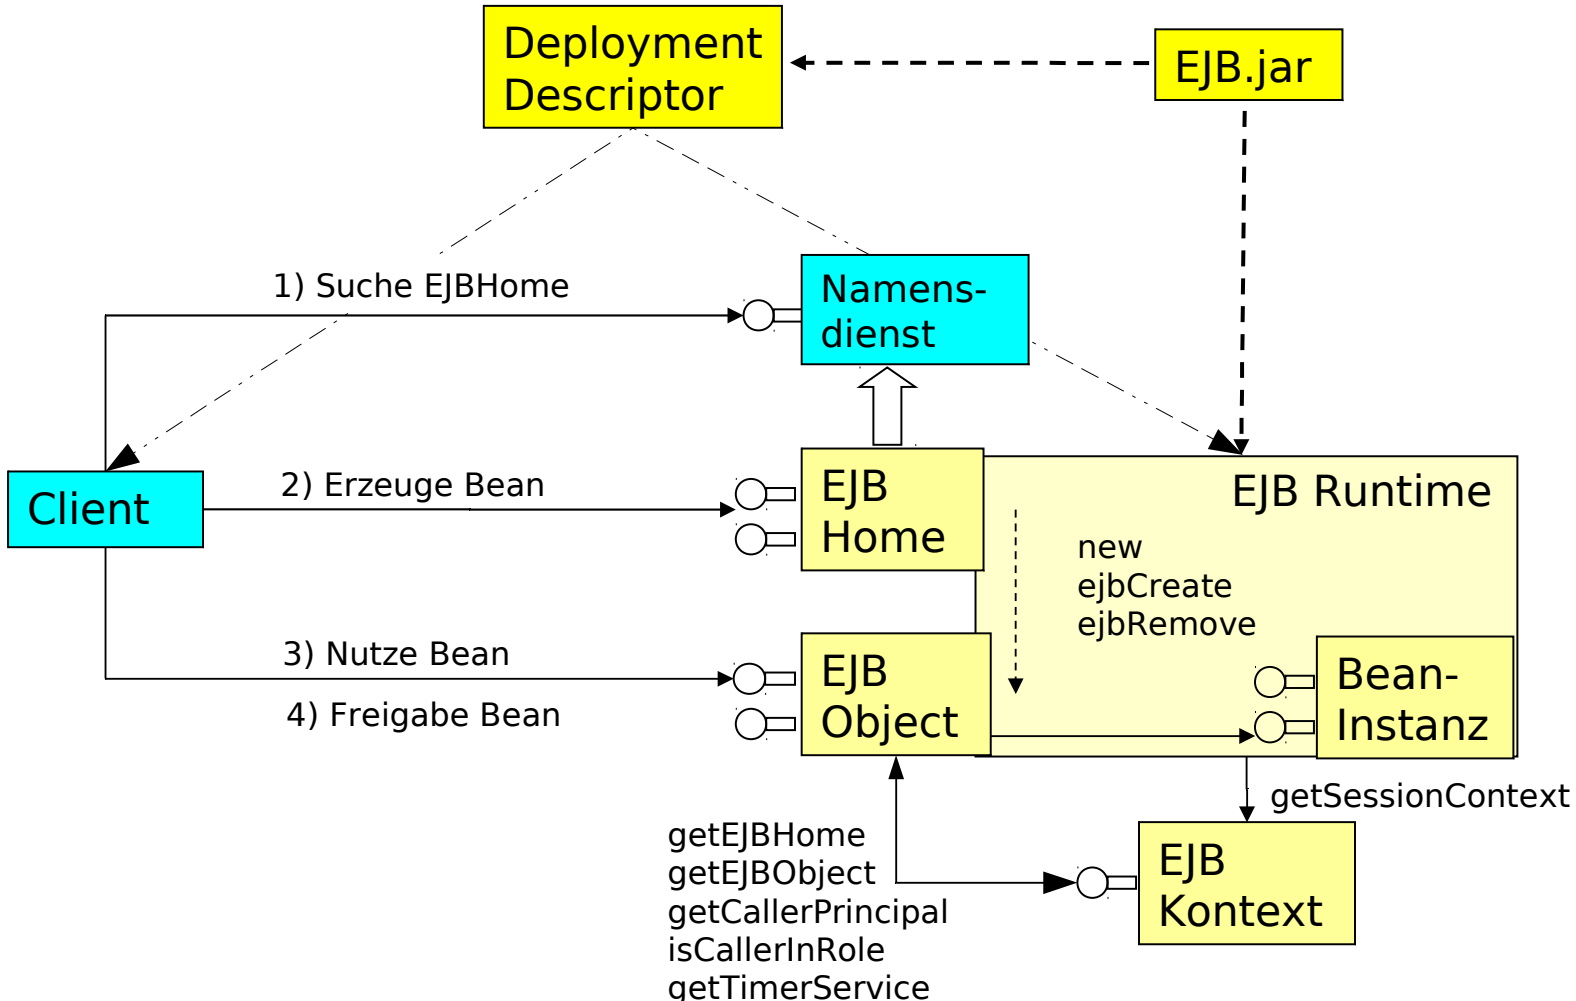 Deployment
Descriptor
EJB.jar
1) Suche EJBHome
Namens-
dienst
Client
2) Erzeuge Bean
EJB
Home
EJB Runtime
new
ejbCreate
ejbRemove
3) Nutze Bean
4) Freigabe Bean
EJB
Object
Bean-
Instanz
getSessionContext
getEJBHome
getEJBObject
getCallerPrincipal
isCallerInRole
getTimerService
EJB
Kontext